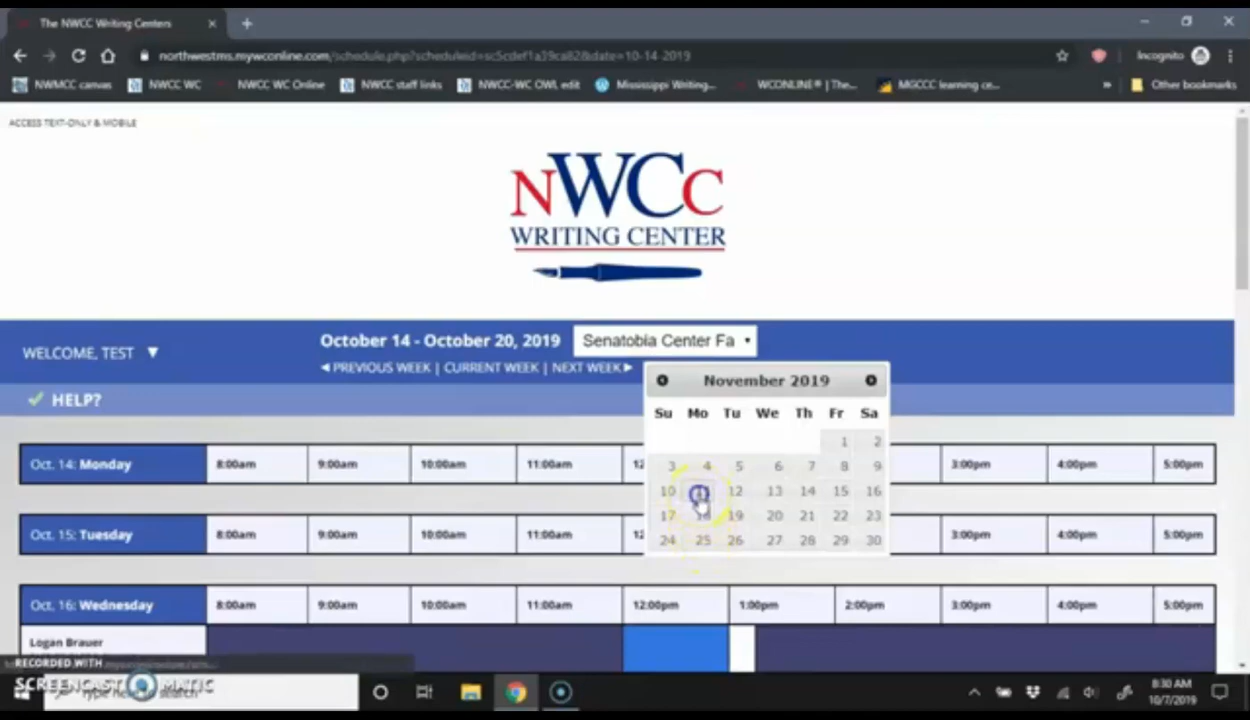 The NWCC Writing Centers
northwestms.mywconline.com/schedule.php?scheduleid=sc5cdef1a39ca82&date=10-14-2019
Incognito
NWMCC canvas
NWCC WC
NWCC WC Online
NWCC staff links
NWCC-WC OWL edit
Mississippi Writing...
WCONLINE® | The...
MGCCC learning ce...
»
Other bookmarks
ACCESS TEXT-ONLY & MOBILE
NWCC
WRITING CENTER
WELCOME, TEST ▼
October 14 - October 20, 2019
Senatobia Center Fa
◀ PREVIOUS WEEK | CURRENT WEEK | NEXT WEEK ▶
HELP?
November 2019
Su Mo Tu We Th Fr Sa
1 2
3 4 5 6 7 8 9
10 11 12 13 14 15 16
17 18 19 20 21 22 23
24 25 26 27 28 29 30
Oct. 14: Monday 8:00am 9:00am 10:00am 11:00am 12 3:00pm 4:00pm 5:00pm
Oct. 15: Tuesday 8:00am 9:00am 10:00am 11:00am 12 3:00pm 4:00pm 5:00pm
Oct. 16: Wednesday 8:00am 9:00am 10:00am 11:00am 12:00pm 1:00pm 2:00pm 3:00pm 4:00pm 5:00pm
Logan Brauer
RECORDED WITH
SCREENCAST MATIC
Type here to search
8:30 AM
10/7/2019